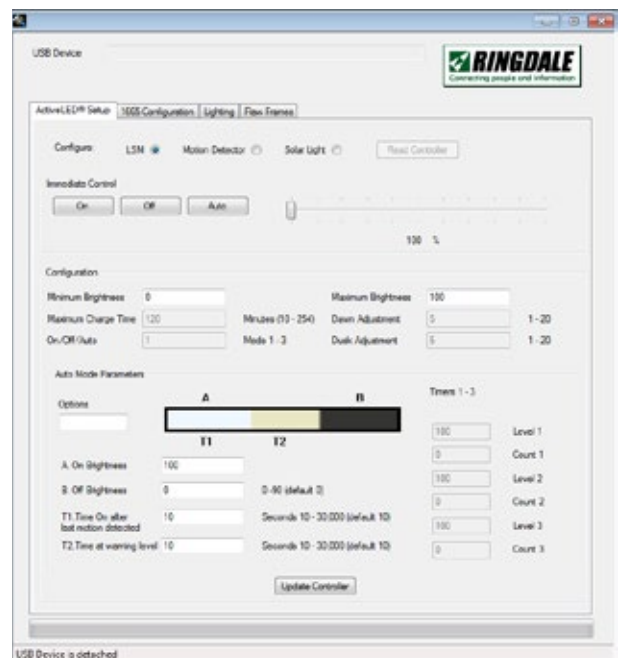 USB Device
RINGDALE
Connecting people and information
ActiveLED® Setup 100S Configuration Lighting Flaw Frames
Configure LSN Motion Detector Solar Light Read Controller
Immediate Control
On Off Auto
100 %
Configuration
Minimum Brightness 0 Maximum Brightness 100
Maximum Charge Time 120 Minutes (10 - 254) Dawn Adjustment 5 1 - 20
On/Off/Auto 1 Mode 1 - 3 Dusk Adjustment 5 1 - 20
Auto Mode Parameters
Timers 1 - 3
Options
A B
T1 T2
100 Level 1
0 Count 1
100 Level 2
0 Count 2
100 Level 3
0 Count 3
A. On Brightness 100
B. Off Brightness 0 0-90 (default 0)
T1.Time On after last motion detected 10 Seconds 10 - 30,000 (default 10)
T2.Time at warning level 10 Seconds 10 - 30,000 (default 10)
Update Controller
USB Device is detached